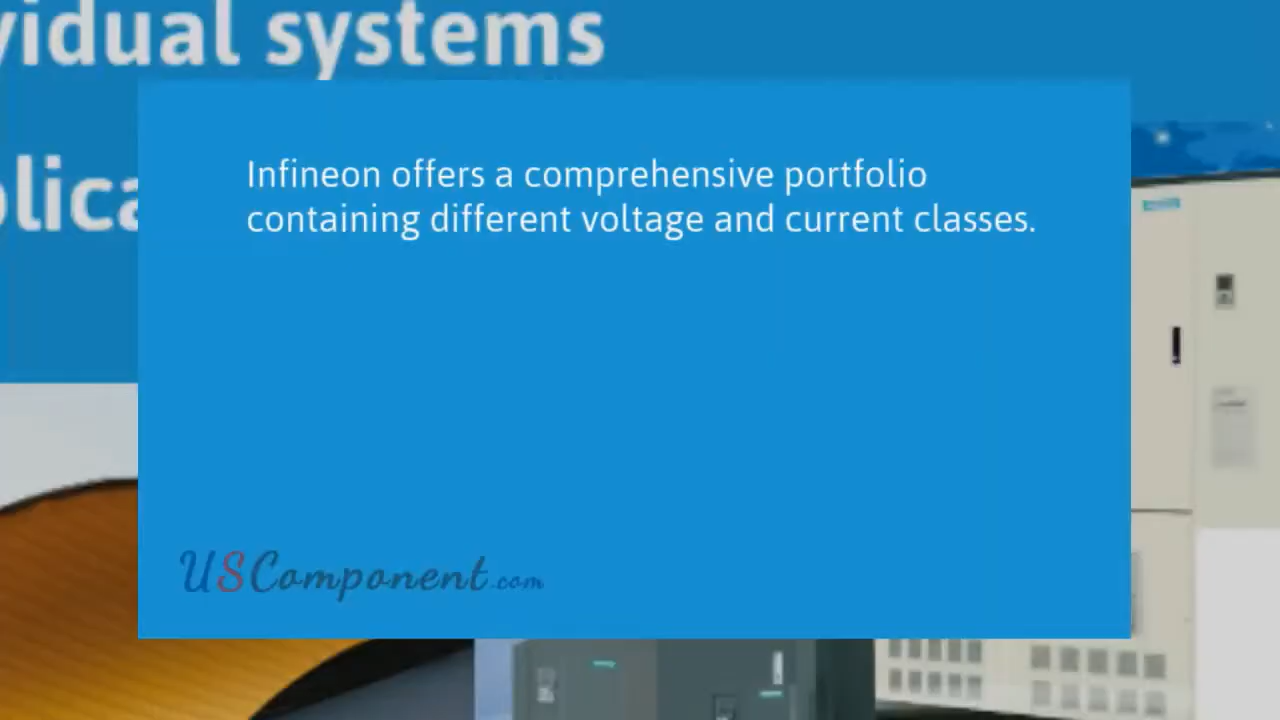 vidual systems
plica
Infineon offers a comprehensive portfolio
containing different voltage and current classes.
USComponent.com